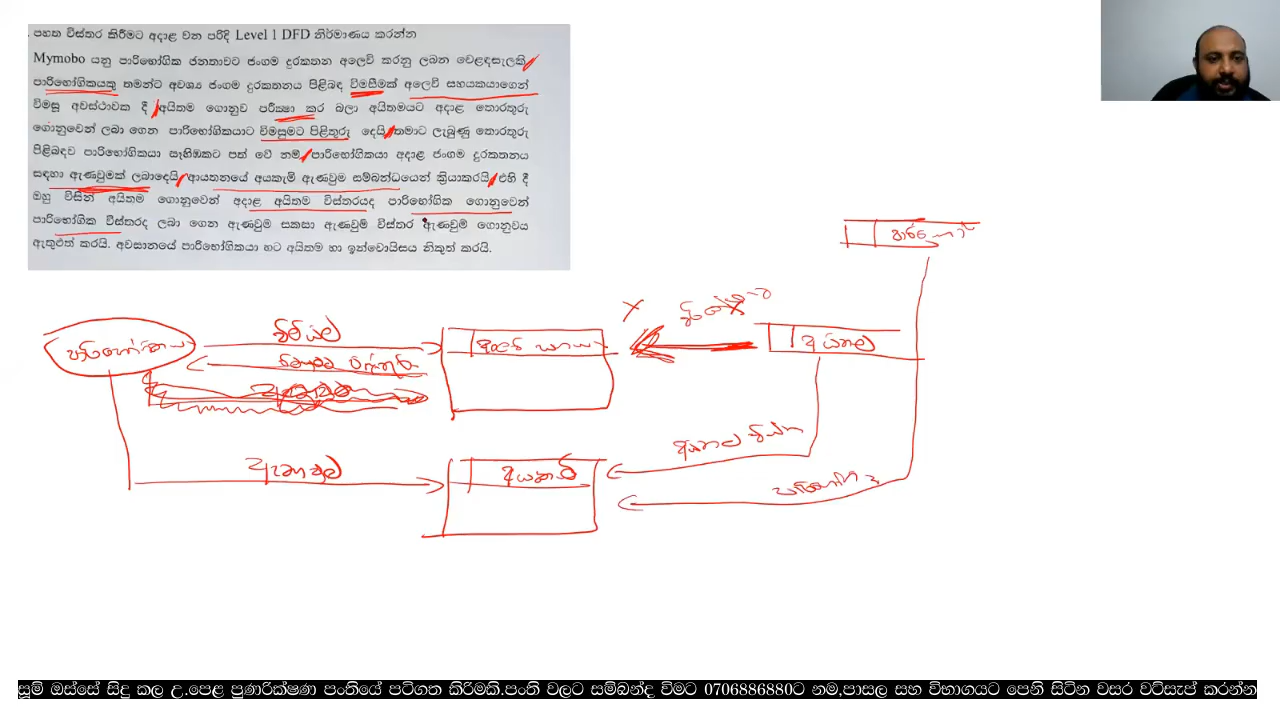 . පහත විස්තර කිරීමට අදාළ වන පරිදි Level 1 DFD නිර්මාණය කරන්න
Mymobo යනු පාරිභෝගික ජනතාවට ජංගම දුරකතන අලෙවි කරනු ලබන වෙළඳසැලකි
පාරිභෝගිකයකු තමන්ට අවශ්‍ය ජංගම දුරකතනය පිළිබඳ විමසීමක් අලෙවි සහයකයාගෙන්
විමසූ අවස්ථාවක දී අයිතම ගොනුව පරීක්‍ෂා කර බලා අයිතමයට අදාළ තොරතුරු
ගොනුවෙන් ලබා ගෙන පාරිභෝගිකයාට විමසුමට පිළිතුරු දෙයි තමාට ලැබුණු තොරතුරු
පිළිබඳව පාරිභෝගිකයා සෑහීමකට පත් වේ නම් පාරිභෝගිකයා අදාළ ජංගම දුරකතනය
සඳහා ඇණවුමක් ලබාදෙයි ආයතනයේ අයකැමි ඇණවුම සම්බන්ධයෙන් ක්‍රියාකරයි එහි දී
ඔහු විසින් අයිතම ගොනුවෙන් අදාළ අයිතම විස්තරයද පාරිභෝගික ගොනුවෙන්
පාරිභෝගික විස්තරද ලබා ගෙන ඇණවුම සකසා ඇණවුම් විස්තර ඇණවුම් ගොනුවය
ඇතුළුත් කරයි. අවසානයේ පාරිභෝගිකයා හට අයිතම හා ඉන්වොයිසය නිකුත් කරයි.
පාරිභෝගිකයා
අයිතම
ඇණවුම
අයකැමි
සූම් ඔස්සේ සිදු කල උ.පෙළ පුණරික්ෂණ පංතියේ පටිගත කිරිමකි.පංති වලට සම්බන්ද විමට 0706886880ට නම,පාසල සහ විභාගයට පෙනි සිටින වසර වට්සැප් කරන්න